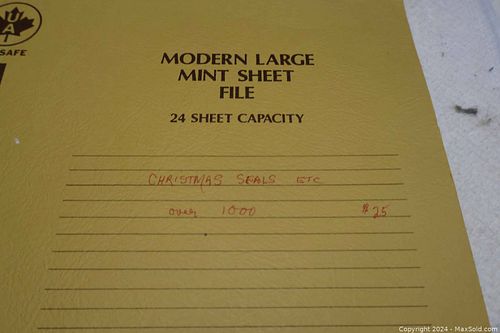 UAI
SAFE
MODERN LARGE
MINT SHEET
FILE
24 SHEET CAPACITY
CHRISTMAS SEALS ETC
over 1000 $25
Copyright 2024 - MaxSold.com